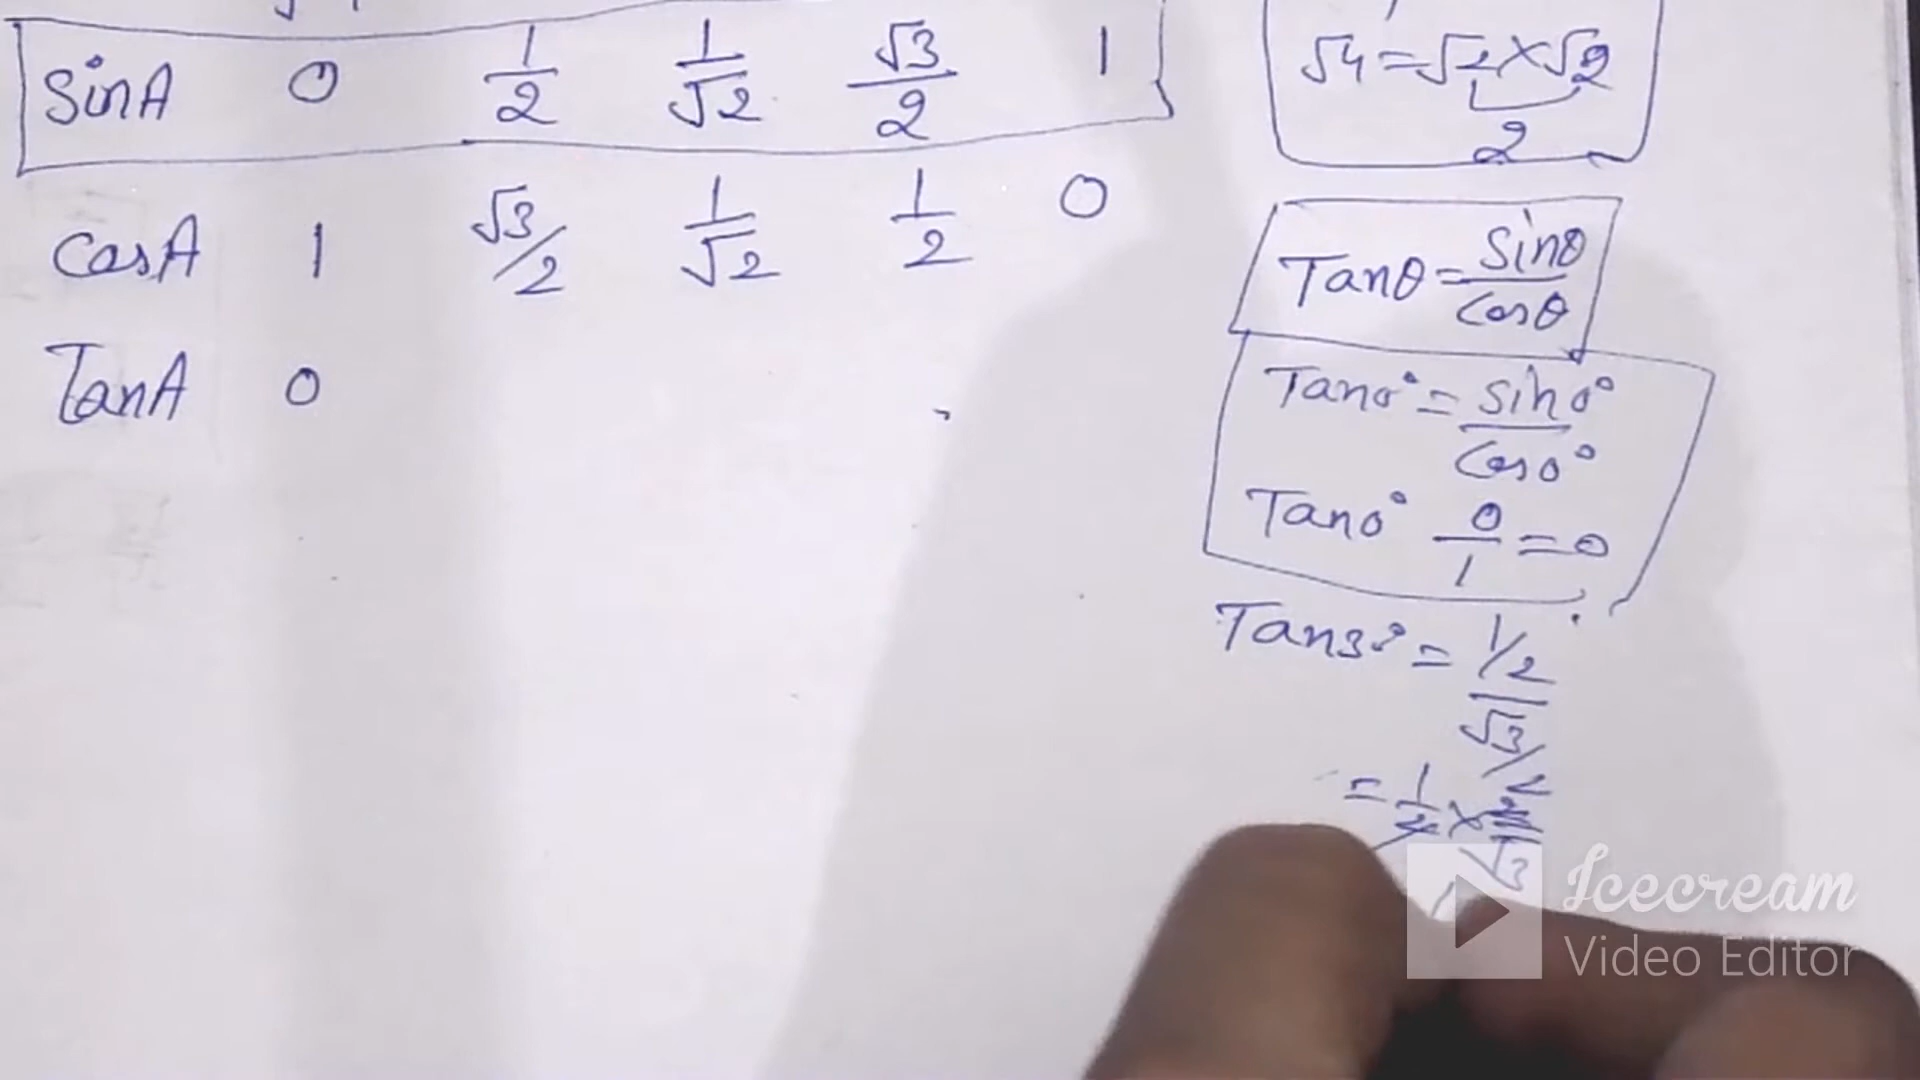 SinA 0 1/2 1/√2 √3/2 1
CosA 1 √3/2 1/√2 1/2 0
TanA 0
√4=√2×√2
2
Tanθ=Sinθ/Cosθ
Tan0°=Sin0°/Cos0°
Tan0° 0/1=0
Tan30=1/2
√3/2
=1/2×2/√3
Icecream
Video Editor